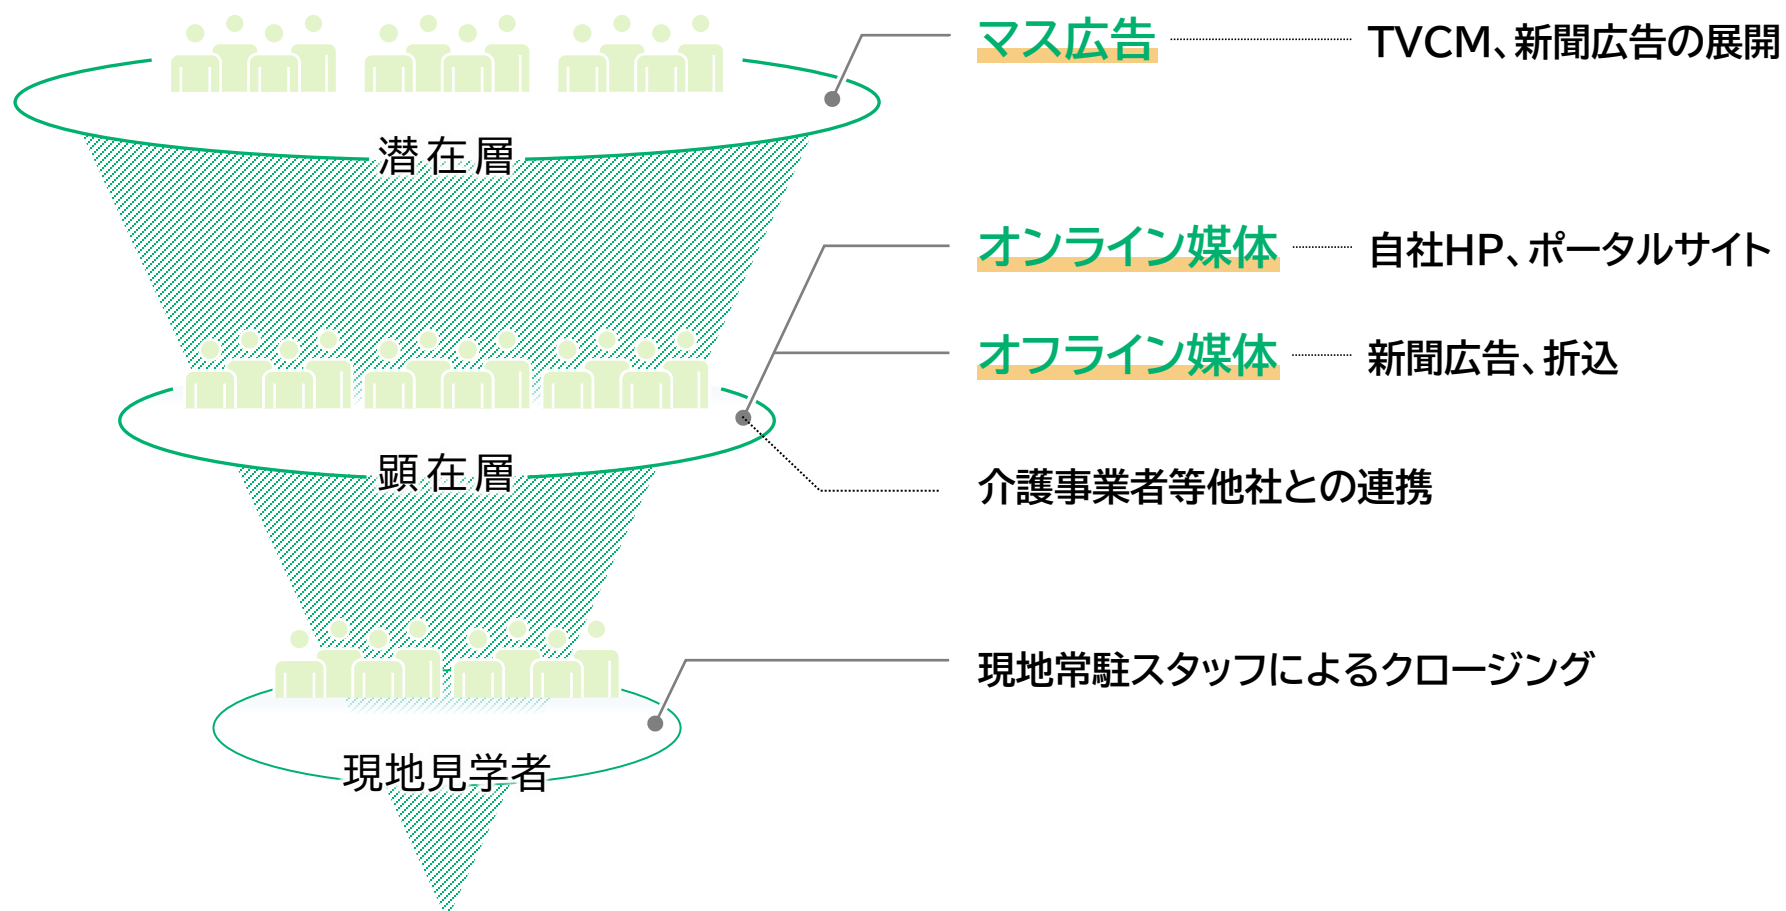 マス広告 TVCM、新聞広告の展開
潜在層
オンライン媒体 自社HP、ポータルサイト
オフライン媒体 新聞広告、折込
顕在層
介護事業者等他社との連携
現地常駐スタッフによるクロージング
現地見学者